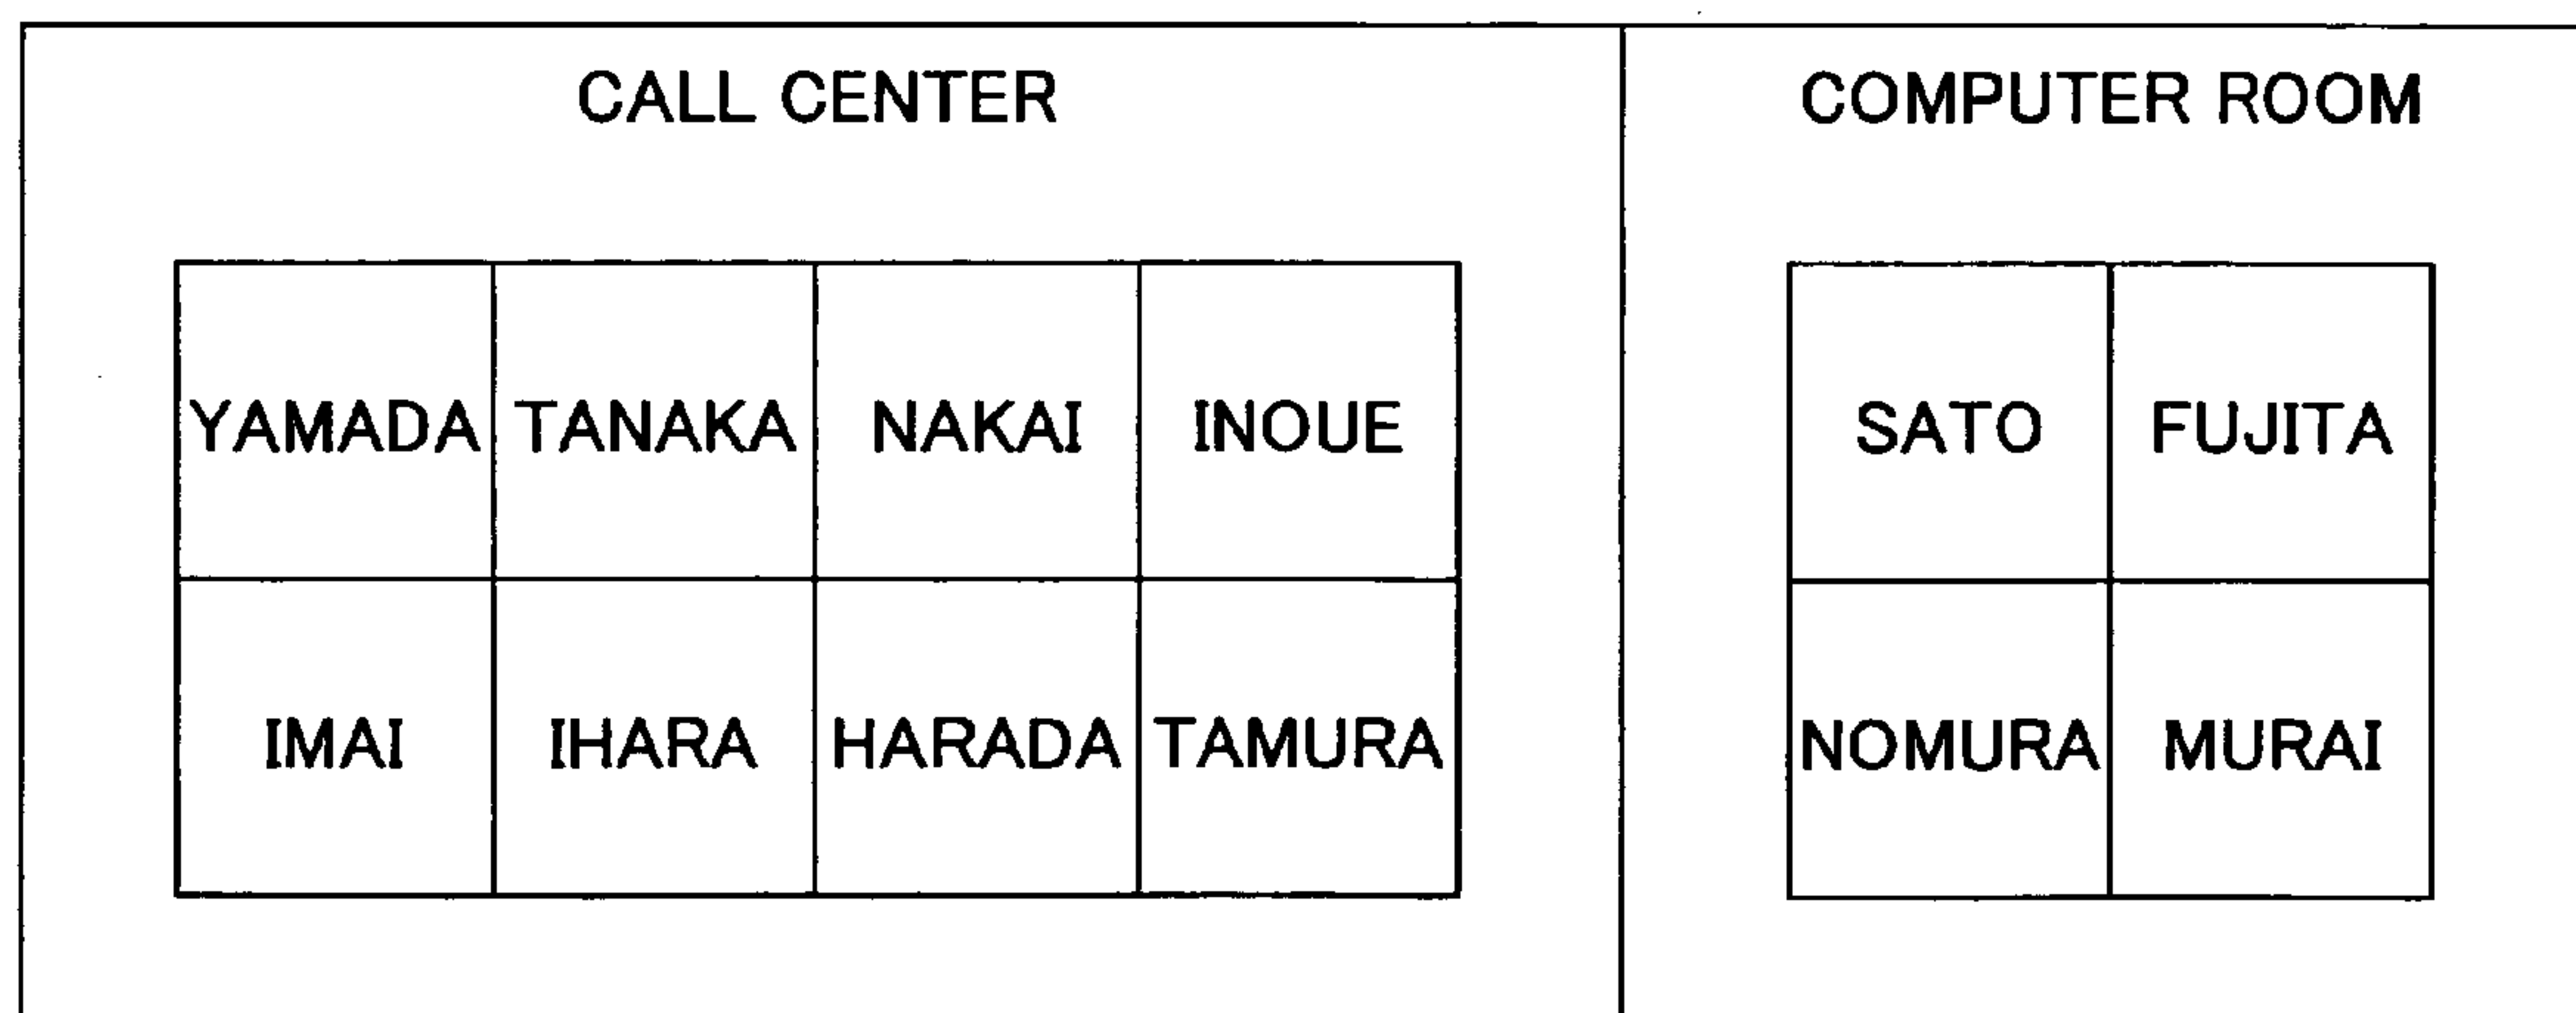 CALL CENTER
YAMADA TANAKA NAKAI INOUE
IMAI IHARA HARADA TAMURA
COMPUTER ROOM
SATO FUJITA
NOMURA MURAI